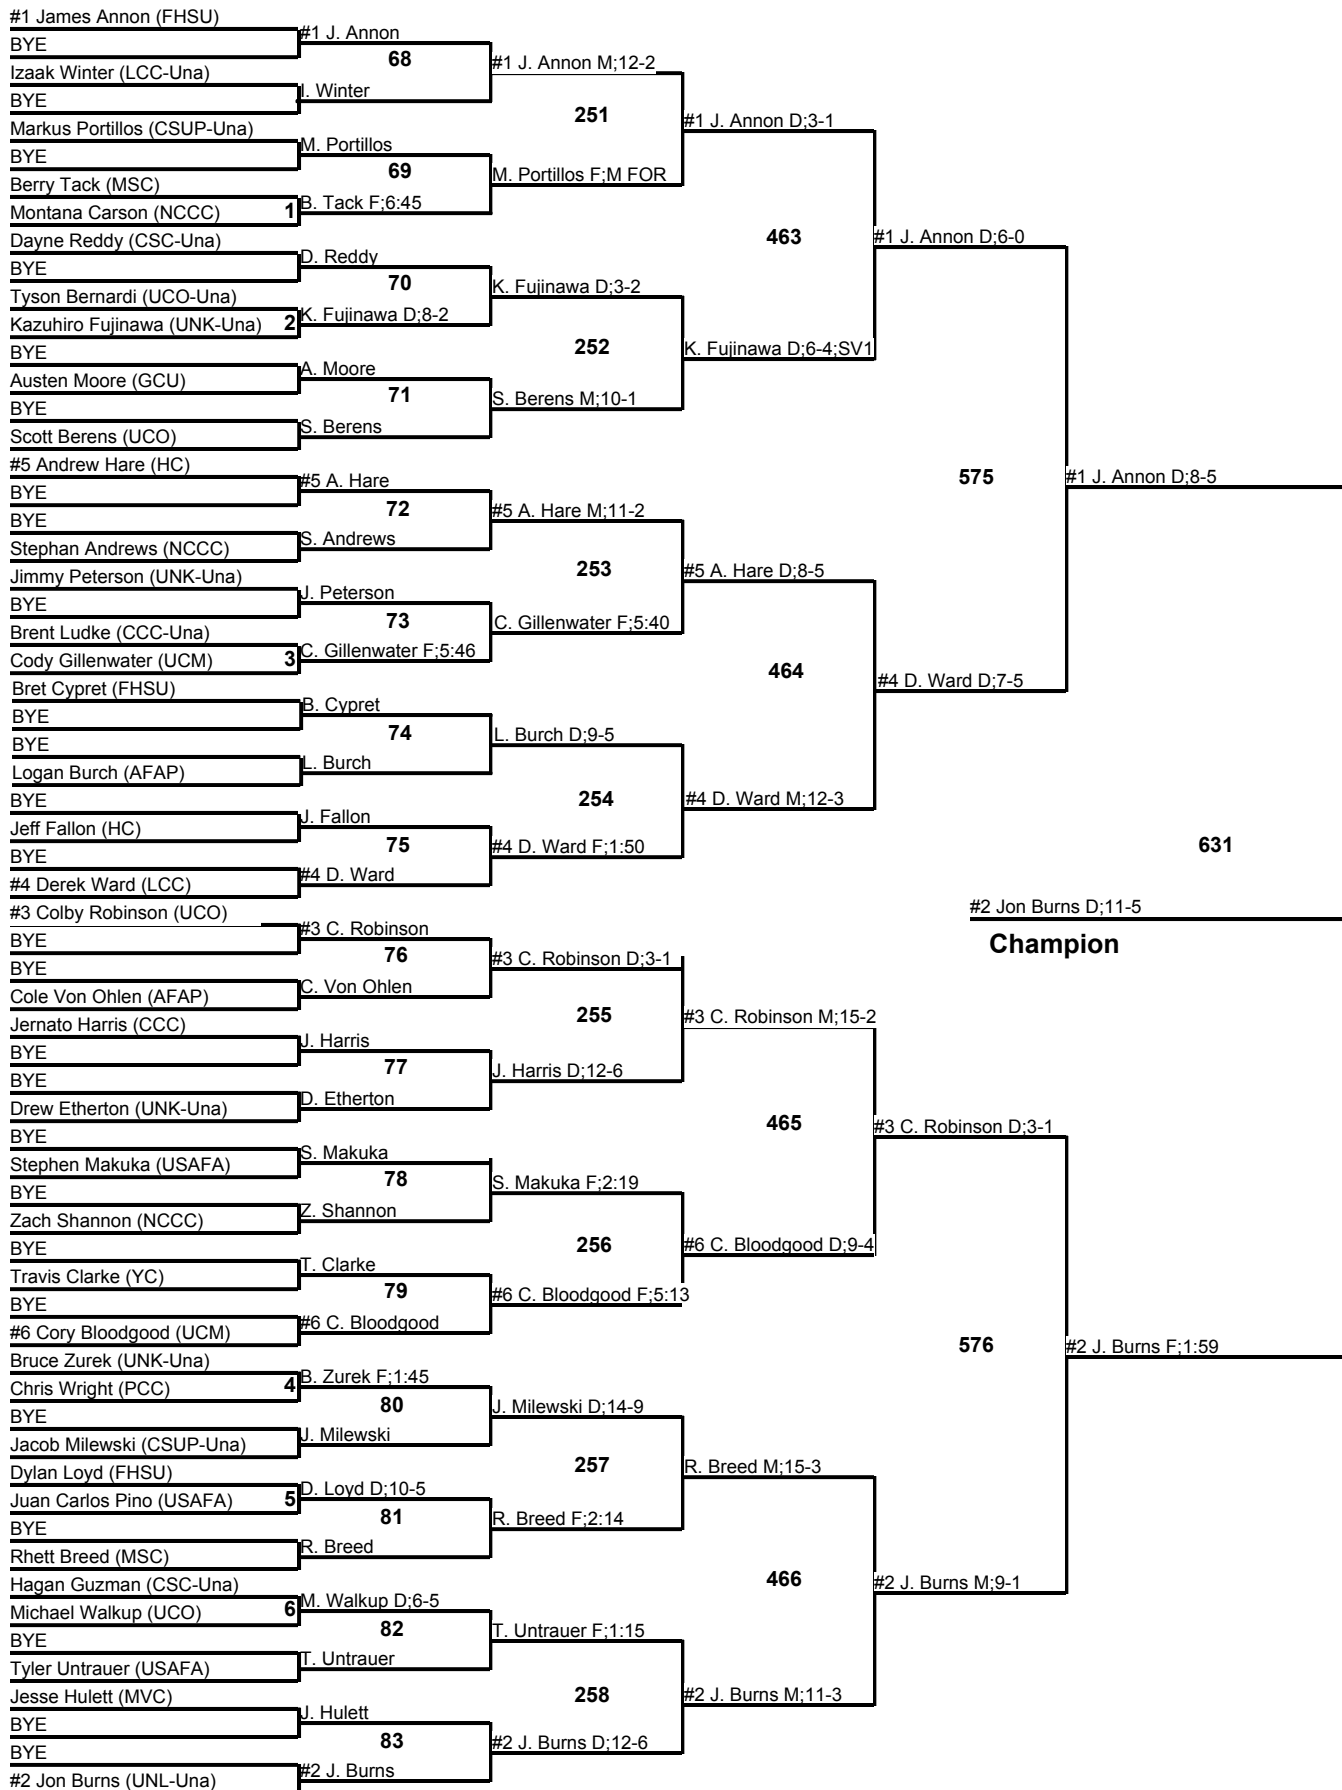 #1 James Annon (FHSU)
BYE
Izaak Winter (LCC-Una)
BYE
Markus Portillos (CSUP-Una)
BYE
Berry Tack (MSC)
Montana Carson (NCCC)
1
Dayne Reddy (CSC-Una)
BYE
Tyson Bernardi (UCO-Una)
Kazuhiro Fujinawa (UNK-Una)
2
BYE
Austen Moore (GCU)
BYE
Scott Berens (UCO)
#5 Andrew Hare (HC)
BYE
BYE
Stephan Andrews (NCCC)
Jimmy Peterson (UNK-Una)
BYE
Brent Ludke (CCC-Una)
Cody Gillenwater (UCM)
3
Bret Cypret (FHSU)
BYE
BYE
Logan Burch (AFAP)
BYE
Jeff Fallon (HC)
BYE
#4 Derek Ward (LCC)
#3 Colby Robinson (UCO)
BYE
BYE
Cole Von Ohlen (AFAP)
Jernato Harris (CCC)
BYE
BYE
Drew Etherton (UNK-Una)
BYE
Stephen Makuka (USAFA)
BYE
Zach Shannon (NCCC)
BYE
Travis Clarke (YC)
BYE
#6 Cory Bloodgood (UCM)
Bruce Zurek (UNK-Una)
Chris Wright (PCC)
4
BYE
Jacob Milewski (CSUP-Una)
Dylan Loyd (FHSU)
Juan Carlos Pino (USAFA)
5
BYE
Rhett Breed (MSC)
Hagan Guzman (CSC-Una)
Michael Walkup (UCO)
6
BYE
Tyler Untrauer (USAFA)
Jesse Hulett (MVC)
BYE
BYE
#2 Jon Burns (UNL-Una)
#1 J. Annon
68
I. Winter
M. Portillos
69
B. Tack F;6:45
D. Reddy
70
K. Fujinawa D;8-2
A. Moore
71
S. Berens
#5 A. Hare
72
S. Andrews
J. Peterson
73
C. Gillenwater F;5:46
B. Cypret
74
L. Burch
J. Fallon
75
#4 D. Ward
#3 C. Robinson
76
C. Von Ohlen
J. Harris
77
D. Etherton
S. Makuka
78
Z. Shannon
T. Clarke
79
#6 C. Bloodgood
B. Zurek F;1:45
80
J. Milewski
D. Loyd D;10-5
81
R. Breed
M. Walkup D;6-5
82
T. Untrauer
J. Hulett
83
#2 J. Burns
#1 J. Annon M;12-2
251
M. Portillos F;M FOR
K. Fujinawa D;3-2
252
S. Berens M;10-1
#5 A. Hare M;11-2
253
C. Gillenwater F;5:40
L. Burch D;9-5
254
#4 D. Ward F;1:50
#3 C. Robinson D;3-1
255
J. Harris D;12-6
S. Makuka F;2:19
256
#6 C. Bloodgood F;5:13
J. Milewski D;14-9
257
R. Breed F;2:14
T. Untrauer F;1:15
258
#2 J. Burns D;12-6
#1 J. Annon D;3-1
463
K. Fujinawa D;6-4;SV1
#5 A. Hare D;8-5
464
#4 D. Ward M;12-3
#3 C. Robinson M;15-2
465
#6 C. Bloodgood D;9-4
R. Breed M;15-3
466
#2 J. Burns M;11-3
#1 J. Annon D;6-0
575
#4 D. Ward D;7-5
#3 C. Robinson D;3-1
576
#2 J. Burns M;9-1
#1 J. Annon D;8-5
631
#2 J. Burns F;1:59
#2 Jon Burns D;11-5
Champion